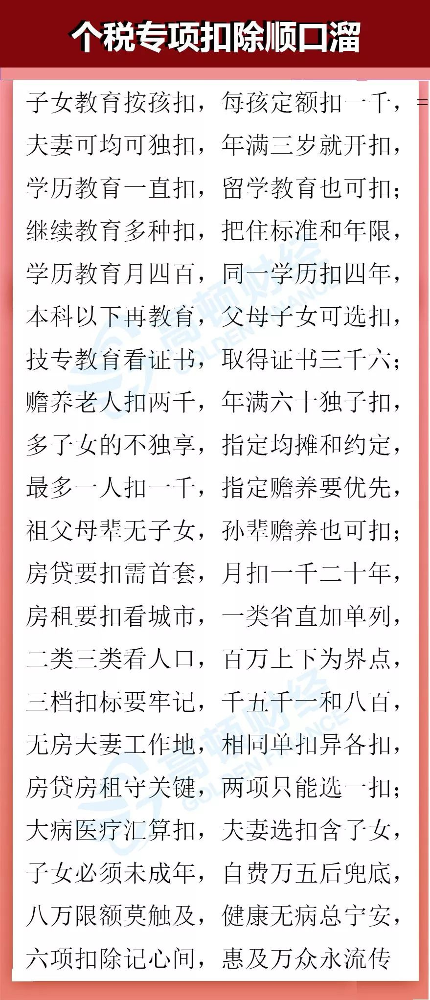 个税专项扣除顺口溜
子女教育按孩扣，每孩定额扣一千，=
夫妻可均可独扣，年满三岁就开扣，
学历教育一直扣，留学教育也可扣；
继续教育多种扣，把住标准和年限，
学历教育月四百，同一学历扣四年，
本科以下再教育，父母子女可选扣，
技专教育看证书，取得证书三千六；
赡养老人扣两千，年满六十独子扣，
多子女的不独享，指定均摊和约定，
最多一人扣一千，指定赡养要优先，
祖父母辈无子女，孙辈赡养也可扣；
房贷要扣需首套，月扣一千二十年，
房租要扣看城市，一类省直加单列，
二类三类看人口，百万上下为界点，
三档扣标要牢记，千五千一和八百，
无房夫妻工作地，相同单扣异各扣，
房贷房租守关键，两项只能选一扣；
大病医疗汇算扣，夫妻选扣含子女，
子女必须未成年，自费万五后兜底，
八万限额莫触及，健康无病总宁安，
六项扣除记心间，惠及万众永流传
高顿财经
GOLDEN FINANCE
高顿财经
GOLDEN FINANCE